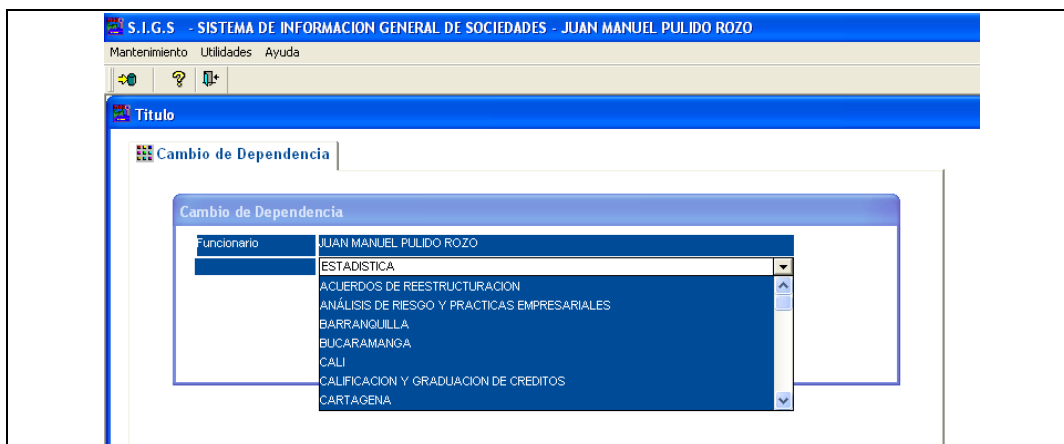 S.I.G.S - SISTEMA DE INFORMACION GENERAL DE SOCIEDADES - JUAN MANUEL PULIDO ROZO
Mantenimiento Utilidades Ayuda
Titulo
Cambio de Dependencia
Cambio de Dependencia
Funcionario JUAN MANUEL PULIDO ROZO
ESTADISTICA
ACUERDOS DE REESTRUCTURACION
ANÁLISIS DE RIESGO Y PRACTICAS EMPRESARIALES
BARRANQUILLA
BUCARAMANGA
CALI
CALIFICACION Y GRADUACION DE CREDITOS
CARTAGENA